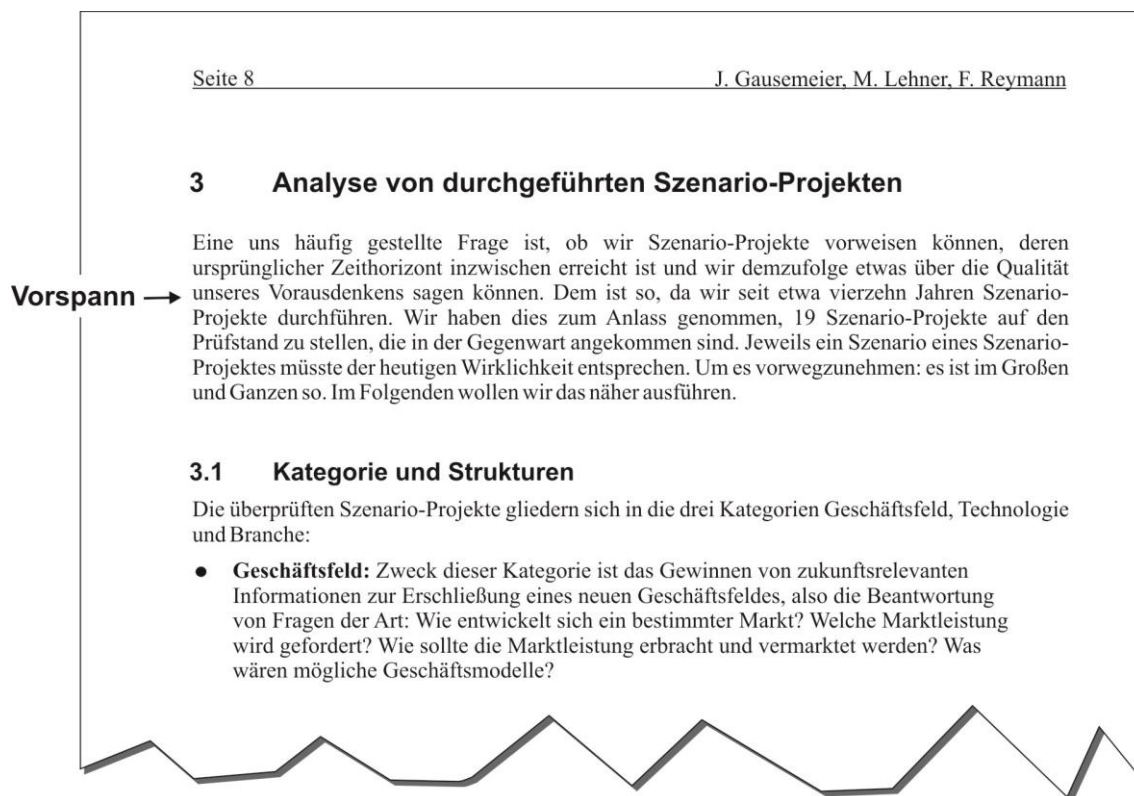 Seite 8 J. Gausemeier, M. Lehner, F. Reymann
3 Analyse von durchgeführten Szenario-Projekten
Eine uns häufig gestellte Frage ist, ob wir Szenario-Projekte vorweisen können, deren
ursprünglicher Zeithorizont inzwischen erreicht ist und wir demzufolge etwas über die Qualität
Vorspann unseres Vorausdenkens sagen können. Dem ist so, da wir seit etwa vierzehn Jahren Szenario-
Projekte durchführen. Wir haben dies zum Anlass genommen, 19 Szenario-Projekte auf den
Prüfstand zu stellen, die in der Gegenwart angekommen sind. Jeweils ein Szenario eines Szenario-
Projektes müsste der heutigen Wirklichkeit entsprechen. Um es vorwegzunehmen: es ist im Großen
und Ganzen so. Im Folgenden wollen wir das näher ausführen.
3.1 Kategorie und Strukturen
Die überprüften Szenario-Projekte gliedern sich in die drei Kategorien Geschäftsfeld, Technologie
und Branche:
● Geschäftsfeld: Zweck dieser Kategorie ist das Gewinnen von zukunftsrelevanten
Informationen zur Erschließung eines neuen Geschäftsfeldes, also die Beantwortung
von Fragen der Art: Wie entwickelt sich ein bestimmter Markt? Welche Marktleistung
wird gefordert? Wie sollte die Marktleistung erbracht und vermarktet werden? Was
wären mögliche Geschäftsmodelle?